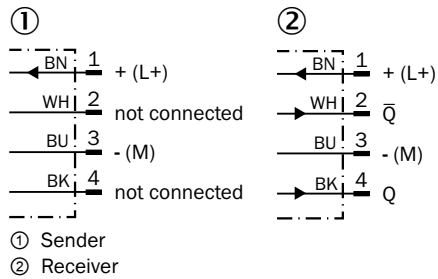 ① ②
BN 1 + (L+) BN 1 + (L+)
WH 2 not connected WH 2 Q̅
BU 3 - (M) BU 3 - (M)
BK 4 not connected BK 4 Q
① Sender
② Receiver